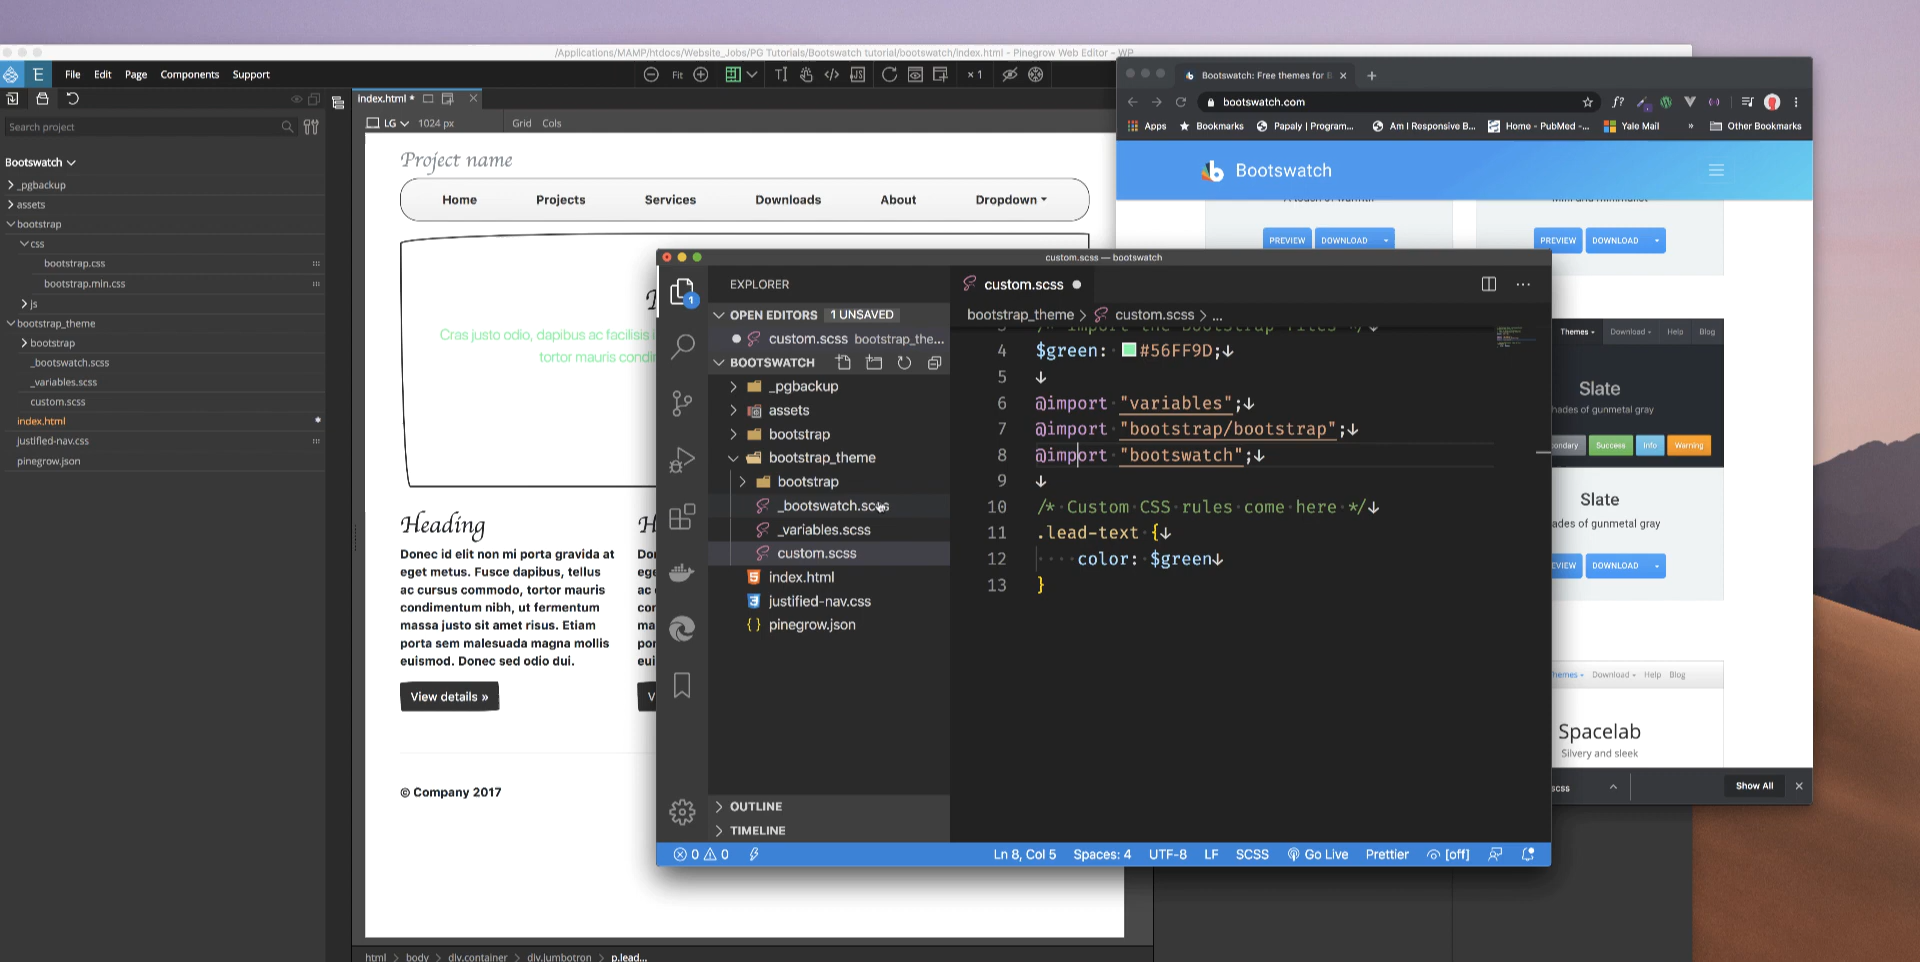 /Applications/MAMP/htdocs/Website_Jobs/PG Tutorials/Bootswatch tutorial/bootswatch/index.html - Pinegrow Web Editor - WP
E File Edit Page Components Support
Fit
× 1
index.html •
LG 1024 px Grid Cols
Search project
Bootswatch
_pgbackup
assets
bootstrap
css
bootstrap.css
bootstrap.min.css
js
bootstrap_theme
bootstrap
_bootswatch.scss
_variables.scss
custom.scss
index.html
justified-nav.css
pinegrow.json
Project name
Home Projects Services Downloads About Dropdown
Cras justo odio, dapibus ac facilisis
tortor mauris
Heading
Donec id elit non mi porta gravida at
eget metus. Fusce dapibus, tellus
ac cursus commodo, tortor mauris
condimentum nibh, ut fermentum
massa justo sit amet risus. Etiam
porta sem malesuada magna mollis
euismod. Donec sed odio dui.
View details »
© Company 2017
html > body > div.container > div.jumbotron > p.lead...
Bootswatch: Free themes for
bootswatch.com
Apps Bookmarks Papaly | Program... Am I Responsive B... Home - PubMed -... Yale Mail » Other Bookmarks
Bootswatch
PREVIEW DOWNLOAD
PREVIEW DOWNLOAD
Themes Download Help Blog
Slate
hades of gunmetal gray
ondary Success Info Warning
Slate
ades of gunmetal gray
VIEW DOWNLOAD
hemes Download Help Blog
Spacelab
Silvery and sleek
scss Show All
custom.scss — bootswatch
EXPLORER
OPEN EDITORS 1 UNSAVED
custom.scss bootstrap_the...
BOOTSWATCH
_pgbackup
assets
bootstrap
bootstrap_theme
bootstrap
_bootswatch.scss
_variables.scss
custom.scss
index.html
justified-nav.css
pinegrow.json
OUTLINE
TIMELINE
1
custom.scss
bootstrap_theme > custom.scss > ...
3 /* Import the bootstrap files */↓
4 $green: #56FF9D;↓
5 ↓
6 @import "variables";↓
7 @import "bootstrap/bootstrap";↓
8 @import "bootswatch";↓
9 ↓
10 /* Custom CSS rules come here */↓
11 .lead-text {↓
12 ····color: $green↓
13 }
0 0 Ln 8, Col 5 Spaces: 4 UTF-8 LF SCSS Go Live Prettier [off]